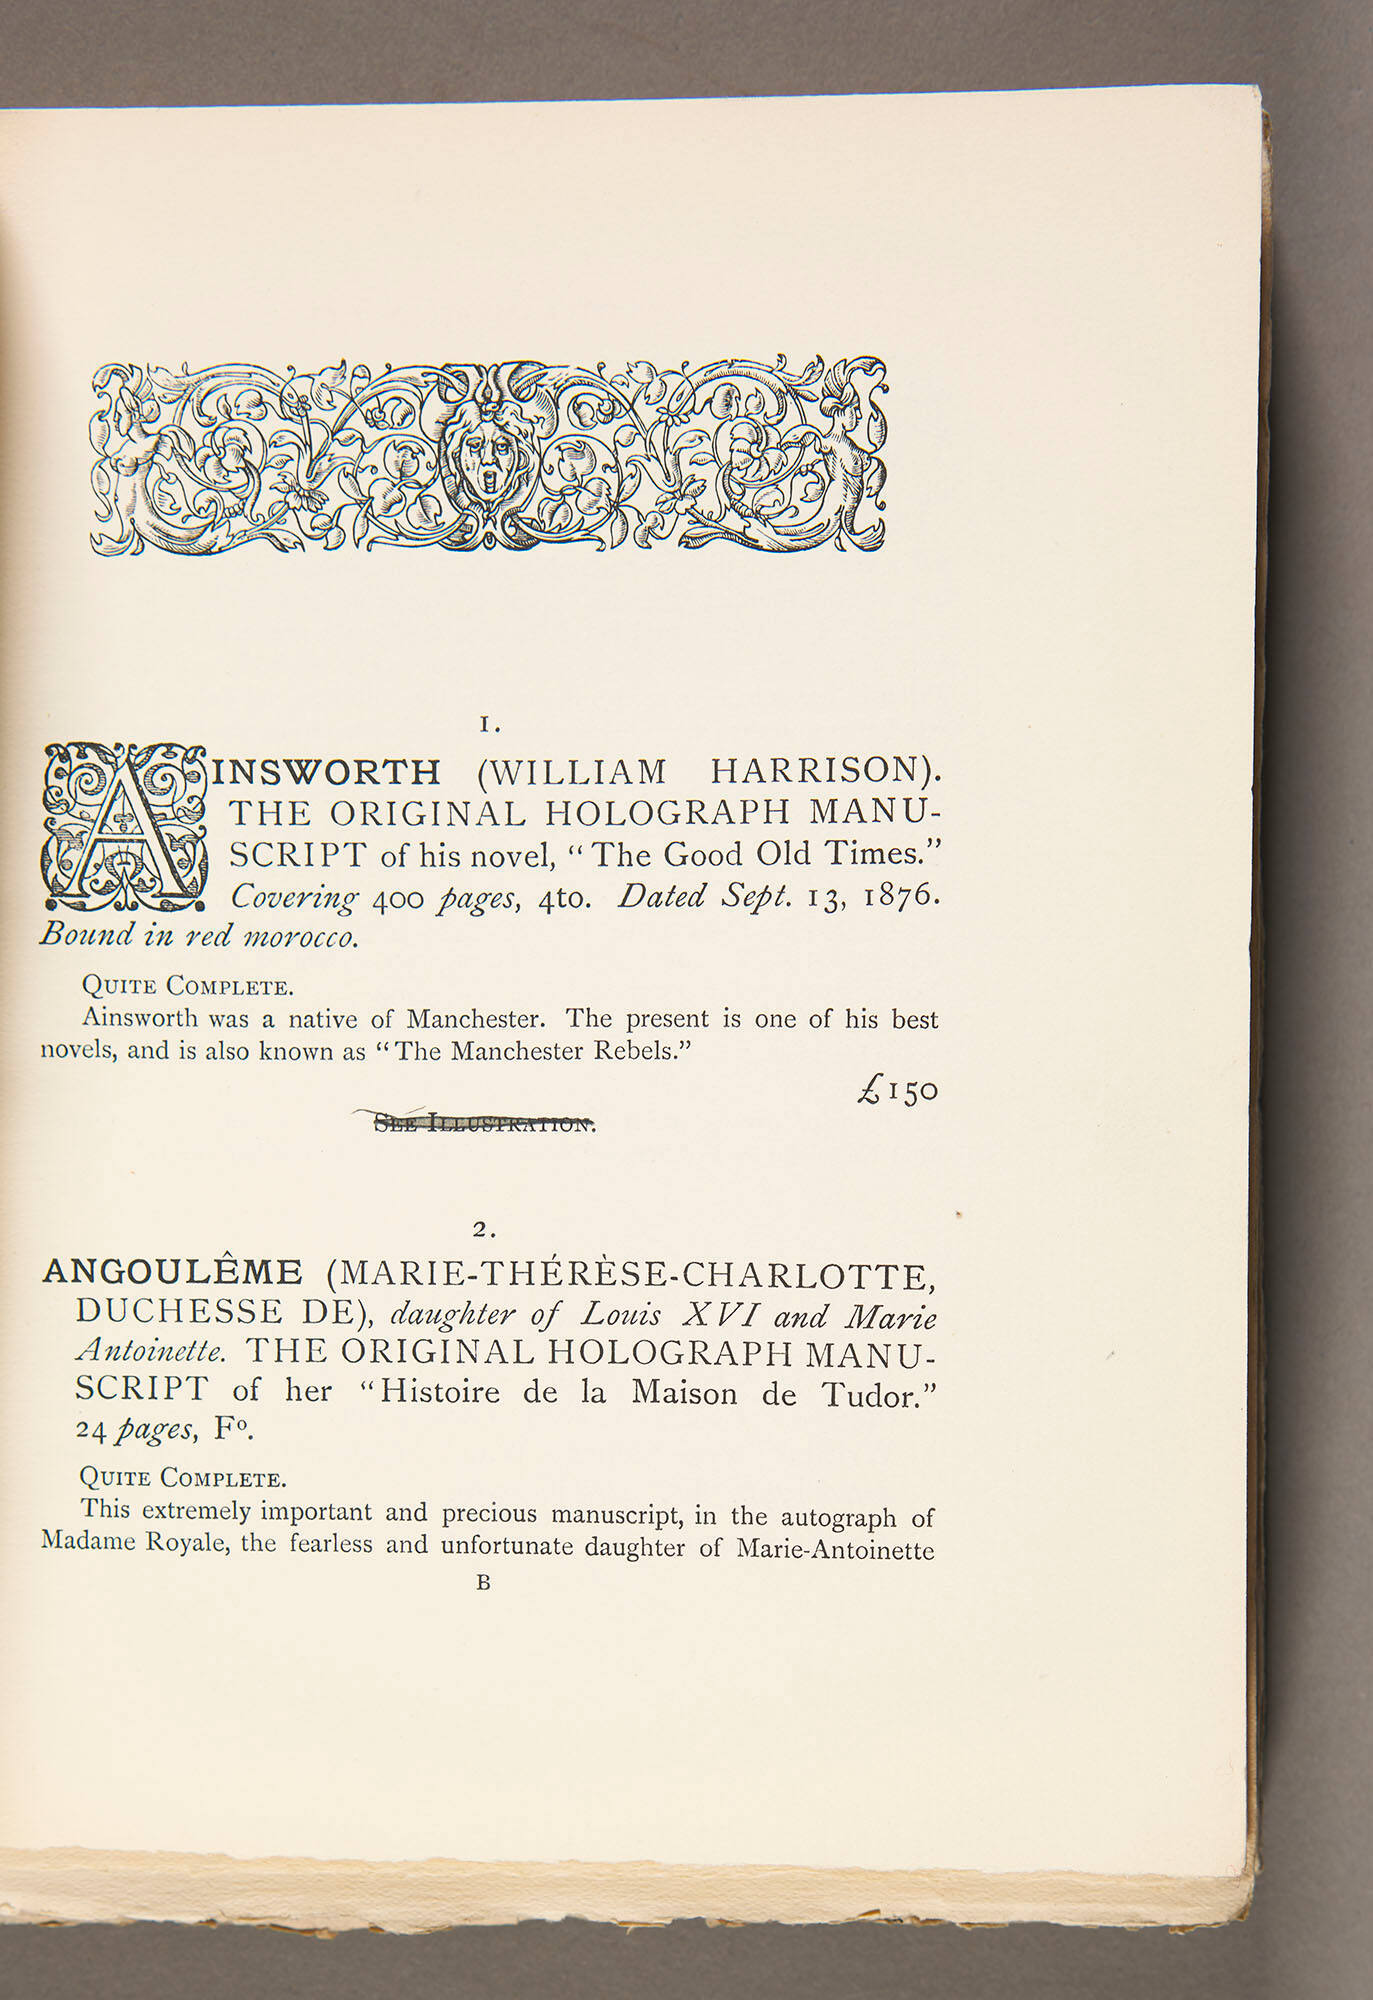 1.
AINSWORTH (WILLIAM HARRISON).
THE ORIGINAL HOLOGRAPH MANU-
SCRIPT of his novel, “The Good Old Times.”
Covering 400 pages, 4to. Dated Sept. 13, 1876.
Bound in red morocco.
QUITE COMPLETE.
Ainsworth was a native of Manchester. The present is one of his best
novels, and is also known as “The Manchester Rebels.”
£150
SEE ILLUSTRATION.
2.
ANGOULÊME (MARIE-THÉRÈSE-CHARLOTTE,
DUCHESSE DE), daughter of Louis XVI and Marie
Antoinette. THE ORIGINAL HOLOGRAPH MANU-
SCRIPT of her “Histoire de la Maison de Tudor.”
24 pages, Fº.
QUITE COMPLETE.
This extremely important and precious manuscript, in the autograph of
Madame Royale, the fearless and unfortunate daughter of Marie-Antoinette
B